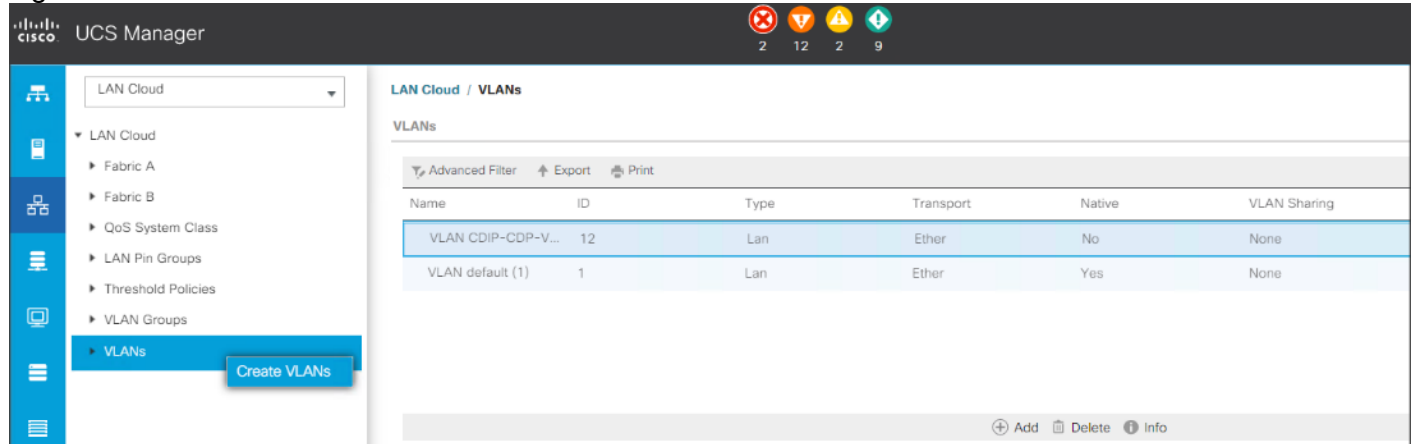 cisco UCS Manager
2 12 2 9
LAN Cloud
LAN Cloud / VLANs
LAN Cloud
VLANs
Fabric A
Advanced Filter Export Print
Fabric B
Name ID Type Transport Native VLAN Sharing
QoS System Class
VLAN CDIP-CDP-V... 12 Lan Ether No None
LAN Pin Groups
VLAN default (1) 1 Lan Ether Yes None
Threshold Policies
VLAN Groups
VLANs
Create VLANs
Add Delete Info